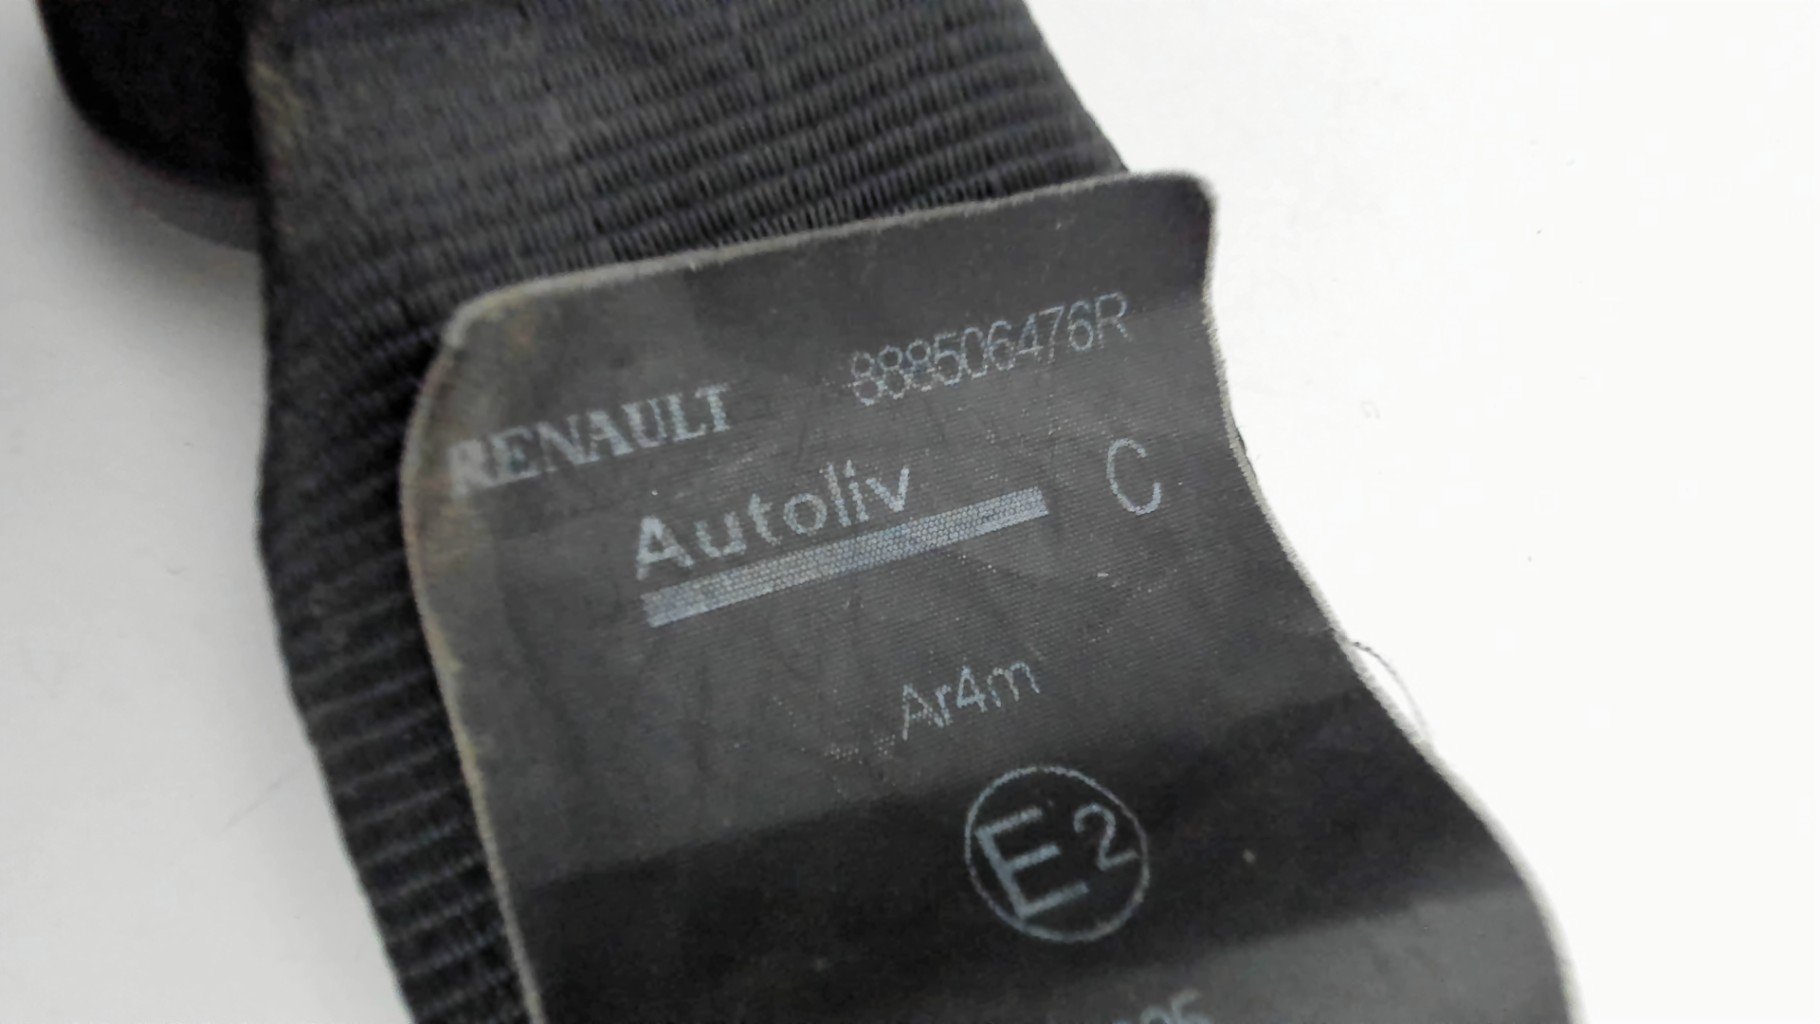 888506476R
RENAULT
Autoliv C
Ar4m
E2